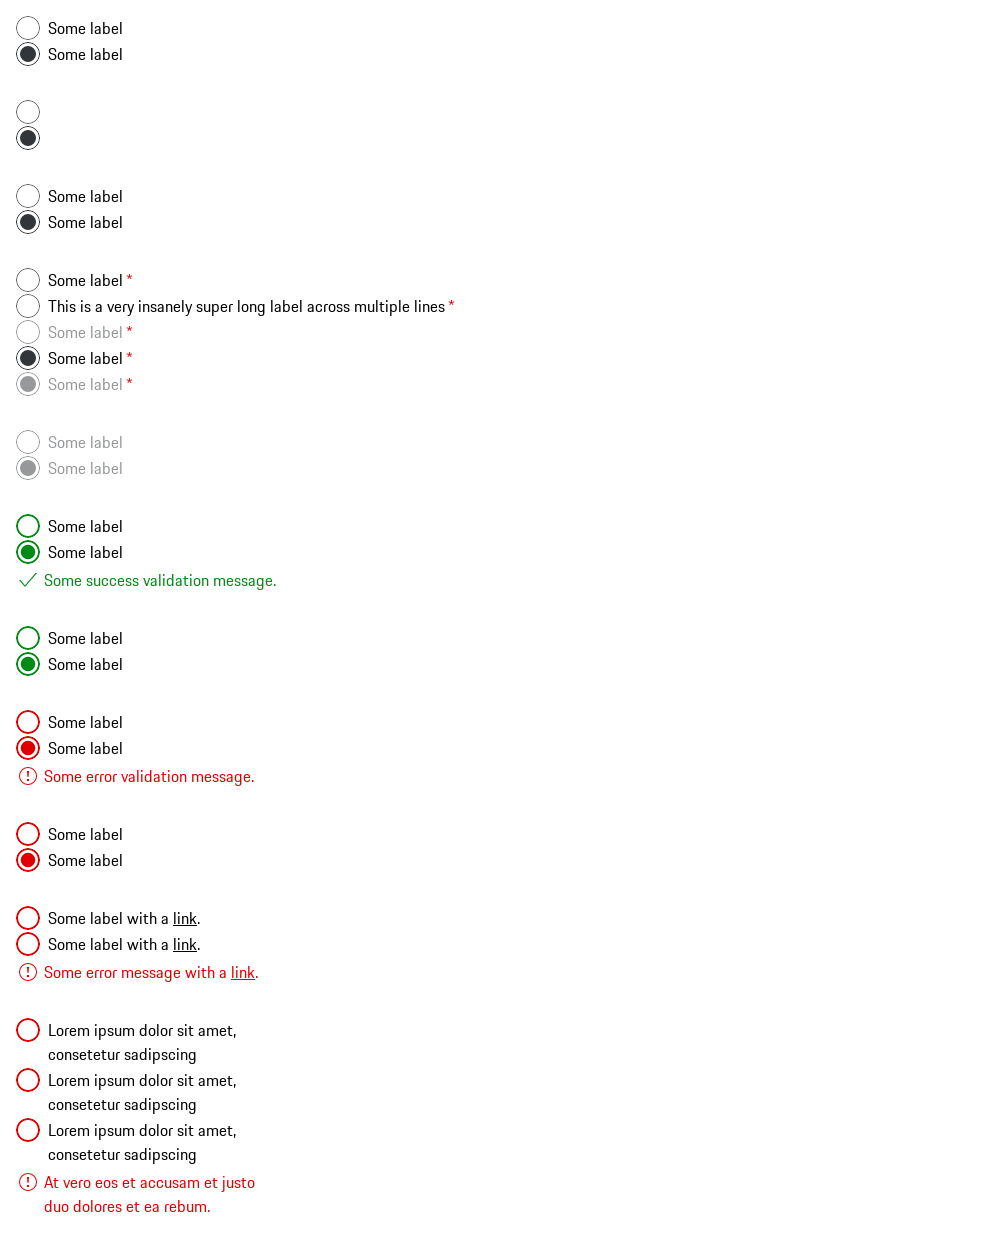 Some label
Some label
Some label
Some label
Some label *
This is a very insanely super long label across multiple lines *
Some label *
Some label *
Some label *
Some label
Some label
Some label
Some label
Some success validation message.
Some label
Some label
Some label
Some label
Some error validation message.
Some label
Some label
Some label with a link.
Some label with a link.
Some error message with a link.
Lorem ipsum dolor sit amet,
consetetur sadipscing
Lorem ipsum dolor sit amet,
consetetur sadipscing
Lorem ipsum dolor sit amet,
consetetur sadipscing
At vero eos et accusam et justo
duo dolores et ea rebum.